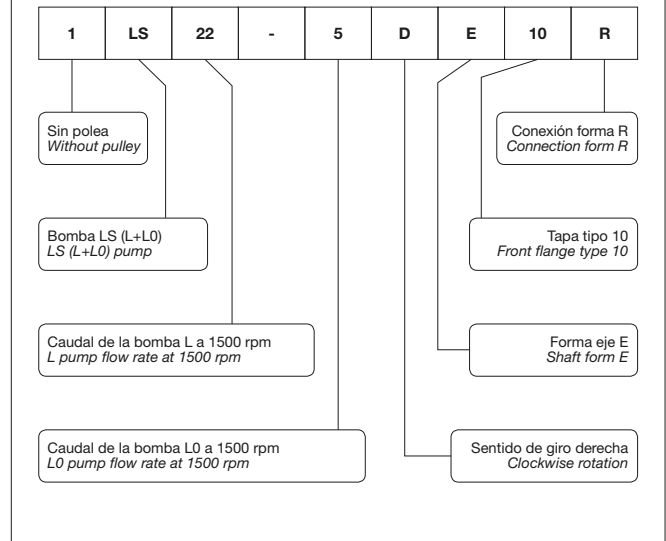 1 LS 22 - 5 D E 10 R
Sin polea
Without pulley
Conexión forma R
Connection form R
Bomba LS (L+L0)
LS (L+L0) pump
Tapa tipo 10
Front flange type 10
Caudal de la bomba L a 1500 rpm
L pump flow rate at 1500 rpm
Forma eje E
Shaft form E
Caudal de la bomba L0 a 1500 rpm
L0 pump flow rate at 1500 rpm
Sentido de giro derecha
Clockwise rotation